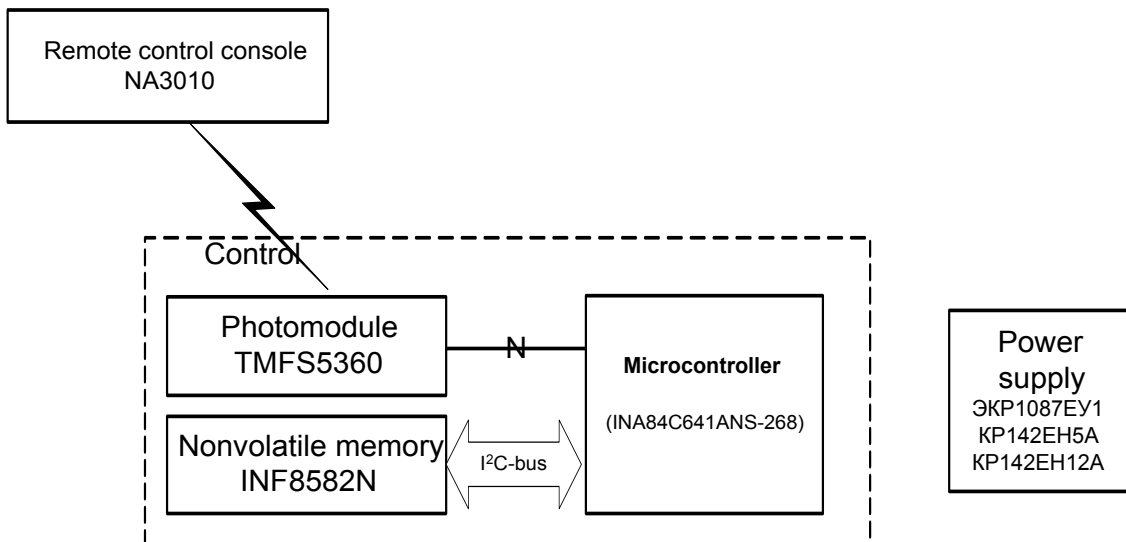 Remote control console
NA3010
Control
Photomodule
TMFS5360
N
Microcontroller
(INA84C641ANS-268)
Nonvolatile memory
INF8582N
I²C-bus
Power
supply
ЭКР1087ЕУ1
КР142ЕН5А
КР142ЕН12А